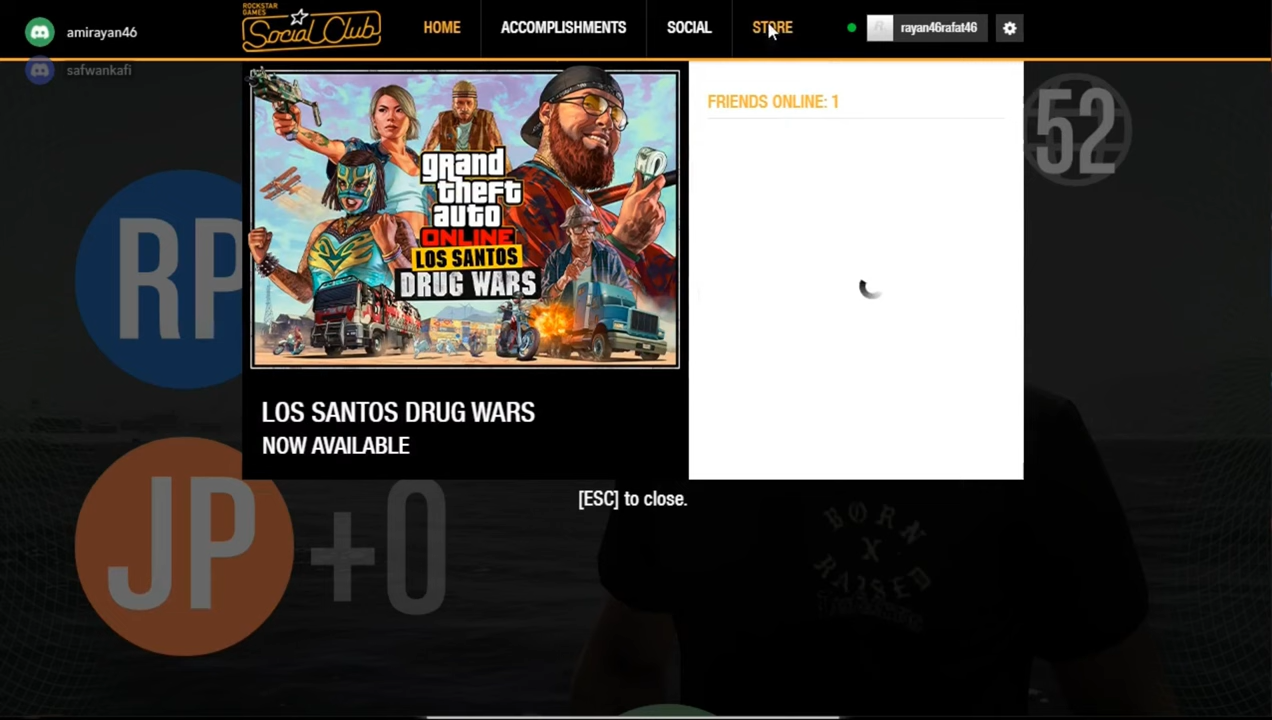 amirayan46
safwankafi
ROCKSTAR
GAMES
Social Club
HOME
ACCOMPLISHMENTS
SOCIAL
STORE
rayan46rafat46
FRIENDS ONLINE: 1
52
grand
theft
auto
ONLINE
LOS SANTOS
DRUG WARS
RP
LOS SANTOS DRUG WARS
NOW AVAILABLE
[ESC] to close.
JP +0
BORN
X
RAISED